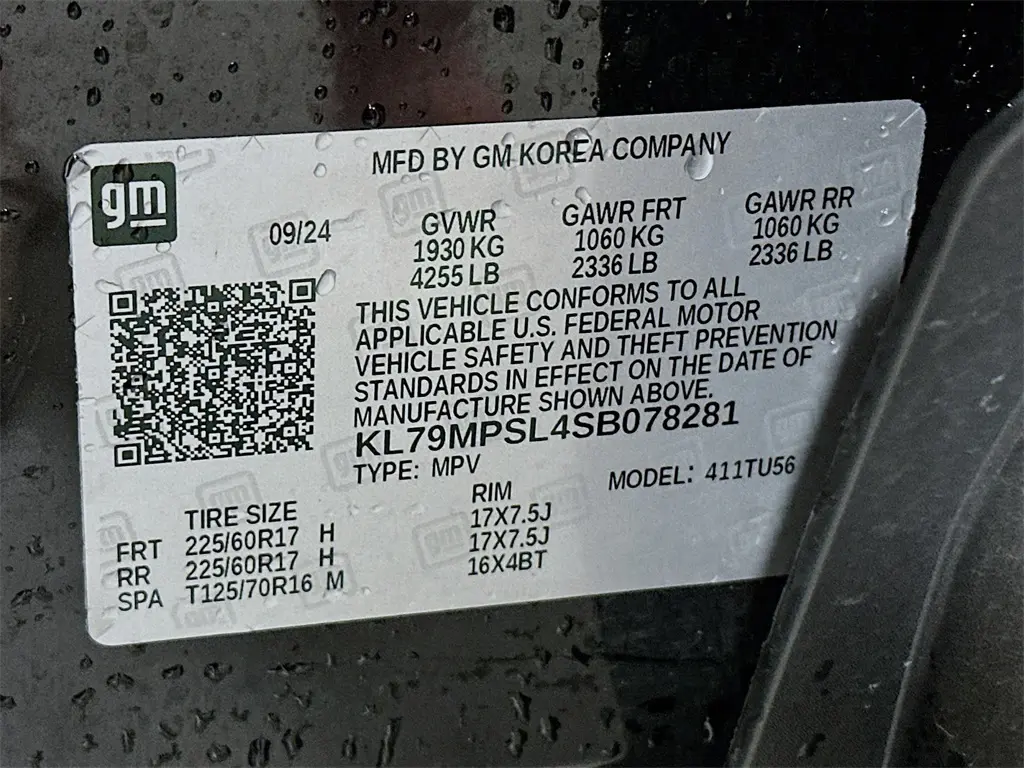 gm
MFD BY GM KOREA COMPANY
09/24
GVWR GAWR FRT GAWR RR
1930 KG 1060 KG 1060 KG
4255 LB 2336 LB 2336 LB
THIS VEHICLE CONFORMS TO ALL
APPLICABLE U.S. FEDERAL MOTOR
VEHICLE SAFETY AND THEFT PREVENTION
STANDARDS IN EFFECT ON THE DATE OF
MANUFACTURE SHOWN ABOVE.
KL79MPSL4SB078281
TYPE: MPV MODEL: 411TU56
TIRE SIZE RIM
FRT 225/60R17 H 17X7.5J
RR 225/60R17 H 17X7.5J
SPA T125/70R16 M 16X4BT